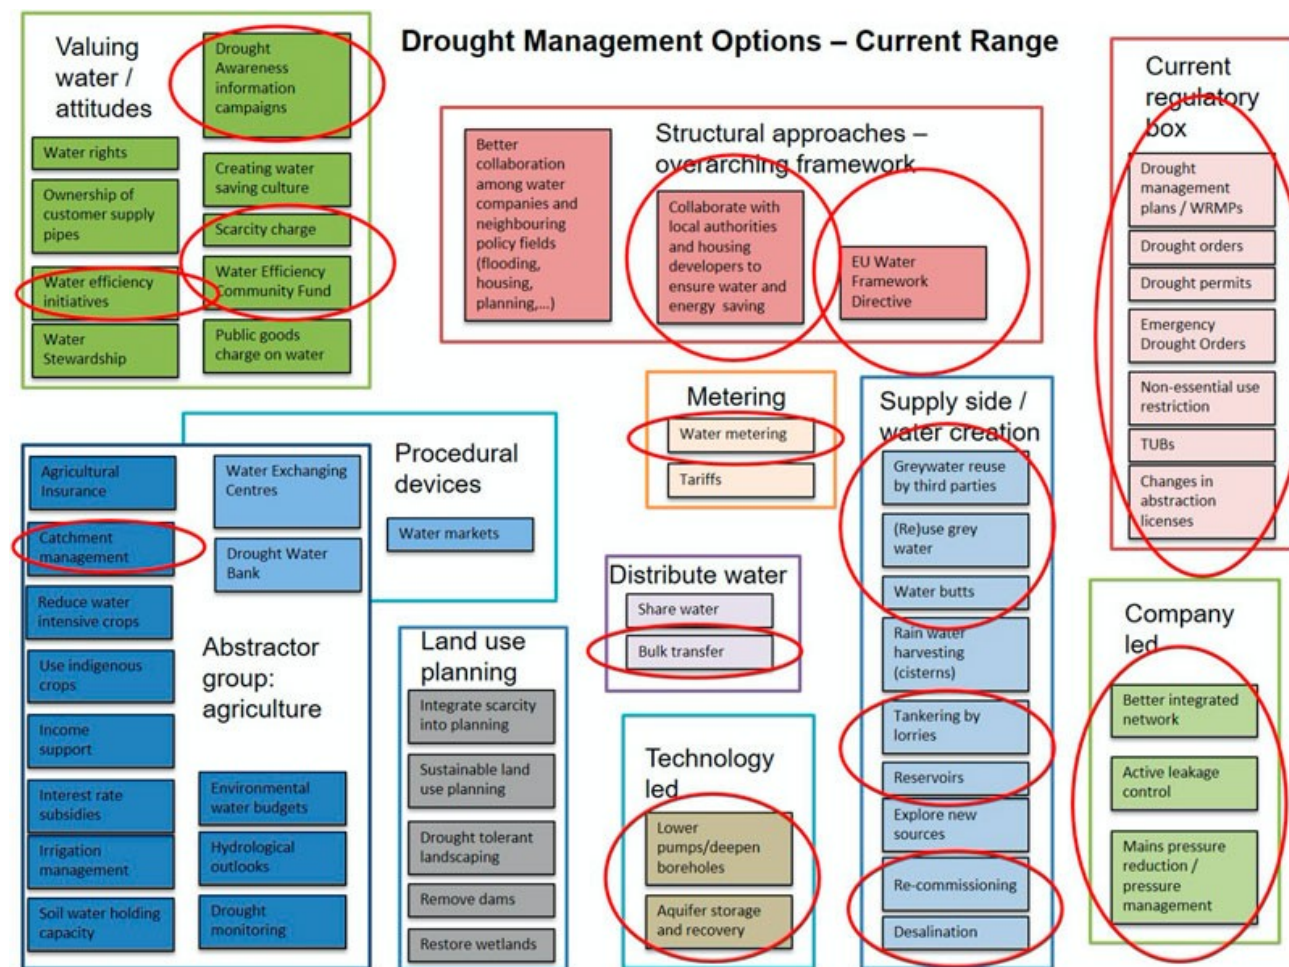 Drought Management Options – Current Range
Valuing
water /
attitudes
Water rights
Ownership of
customer supply
pipes
Water efficiency
initiatives
Water
Stewardship
Drought
Awareness
information
campaigns
Creating water
saving culture
Scarcity charge
Water Efficiency
Community Fund
Public goods
charge on water
Structural approaches –
overarching framework
Better
collaboration
among water
companies and
neighbouring
policy fields
(flooding,
housing,
planning,...)
Collaborate with
local authorities
and housing
developers to
ensure water and
energy saving
EU Water
Framework
Directive
Current
regulatory
box
Drought
management
plans / WRMPs
Drought orders
Drought permits
Emergency
Drought Orders
Non-essential use
restriction
TUBs
Changes in
abstraction
licenses
Procedural
devices
Water Exchanging
Centres
Drought Water
Bank
Water markets
Abstractor
group:
agriculture
Agricultural
Insurance
Catchment
management
Reduce water
intensive crops
Use indigenous
crops
Income
support
Interest rate
subsidies
Irrigation
management
Soil water holding
capacity
Environmental
water budgets
Hydrological
outlooks
Drought
monitoring
Land use
planning
Integrate scarcity
into planning
Sustainable land
use planning
Drought tolerant
landscaping
Remove dams
Restore wetlands
Metering
Water metering
Tariffs
Distribute water
Share water
Bulk transfer
Technology
led
Lower
pumps/deepen
boreholes
Aquifer storage
and recovery
Supply side /
water creation
Greywater reuse
by third parties
(Re)use grey
water
Water butts
Rain water
harvesting
(cisterns)
Tankering by
lorries
Reservoirs
Explore new
sources
Re-commissioning
Desalination
Company
led
Better integrated
network
Active leakage
control
Mains pressure
reduction /
pressure
management